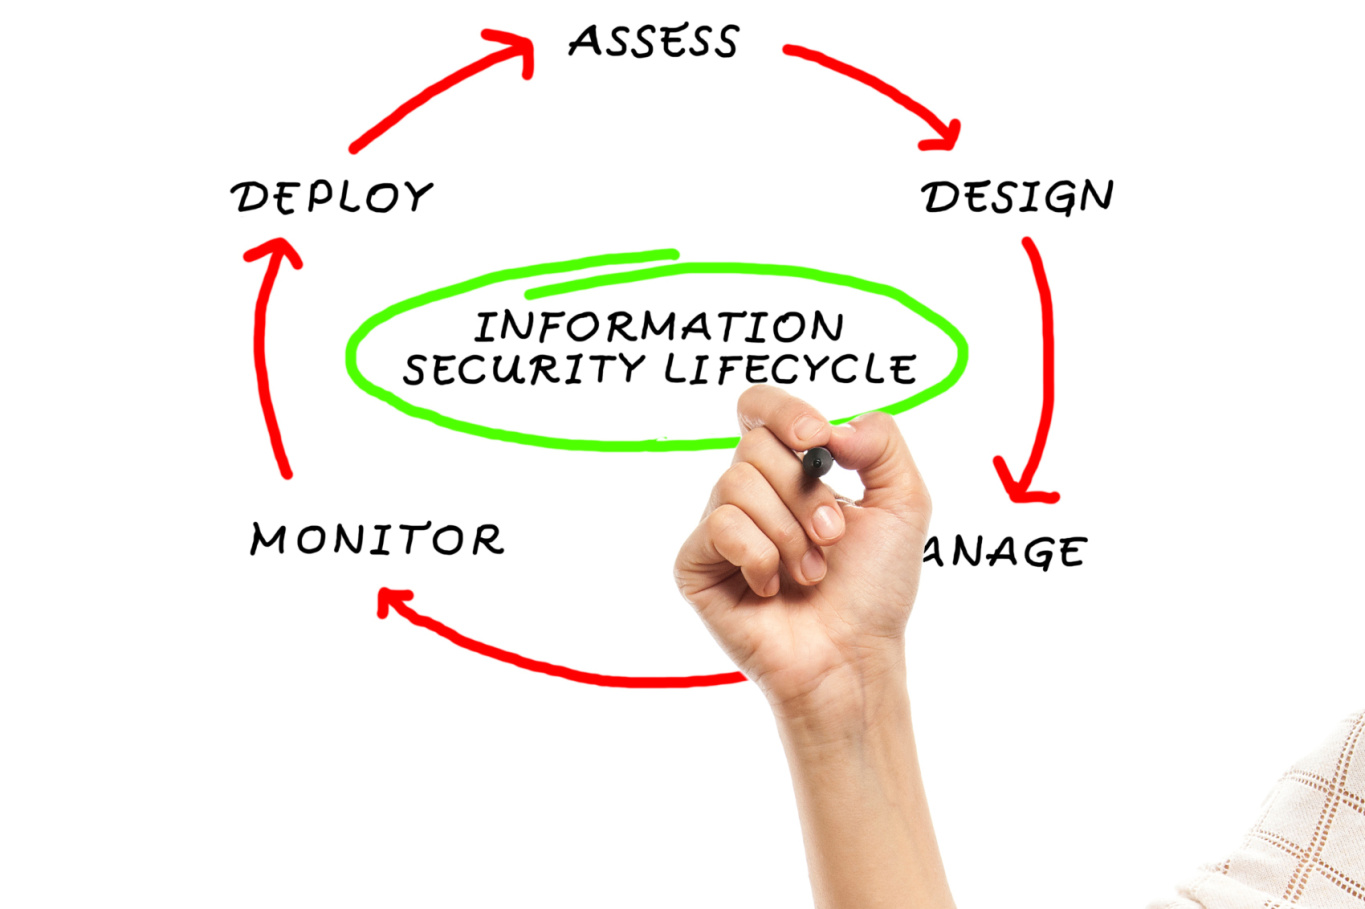 ASSESS
DEPLOY
DESIGN
INFORMATION
SECURITY LIFECYCLE
MONITOR
ANAGE